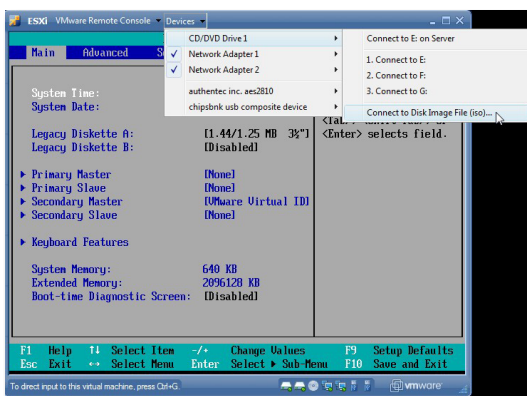 ESXi VMware Remote Console Devices
CD/DVD Drive 1
Network Adapter 1
Network Adapter 2
authentec inc. aes2810
chipsbnk usb composite device
Connect to E: on Server
1. Connect to E:
2. Connect to F:
3. Connect to G:
Connect to Disk Image File (iso)...
Main Advanced
System Time:
System Date:
Legacy Diskette A: [1.44/1.25 MB 3½"]
Legacy Diskette B: [Disabled]
Primary Master [None]
Primary Slave [None]
Secondary Master [VMware Virtual ID]
Secondary Slave [None]
Keyboard Features
System Memory: 640 KB
Extended Memory: 2096128 KB
Boot-time Diagnostic Screen: [Disabled]
<Enter> selects field.
F1 Help ↑↓ Select Item -/+ Change Values F9 Setup Defaults
Esc Exit ↔ Select Menu Enter Select ▸ Sub-Menu F10 Save and Exit
To direct input to this virtual machine, press Ctrl+G.
vmware